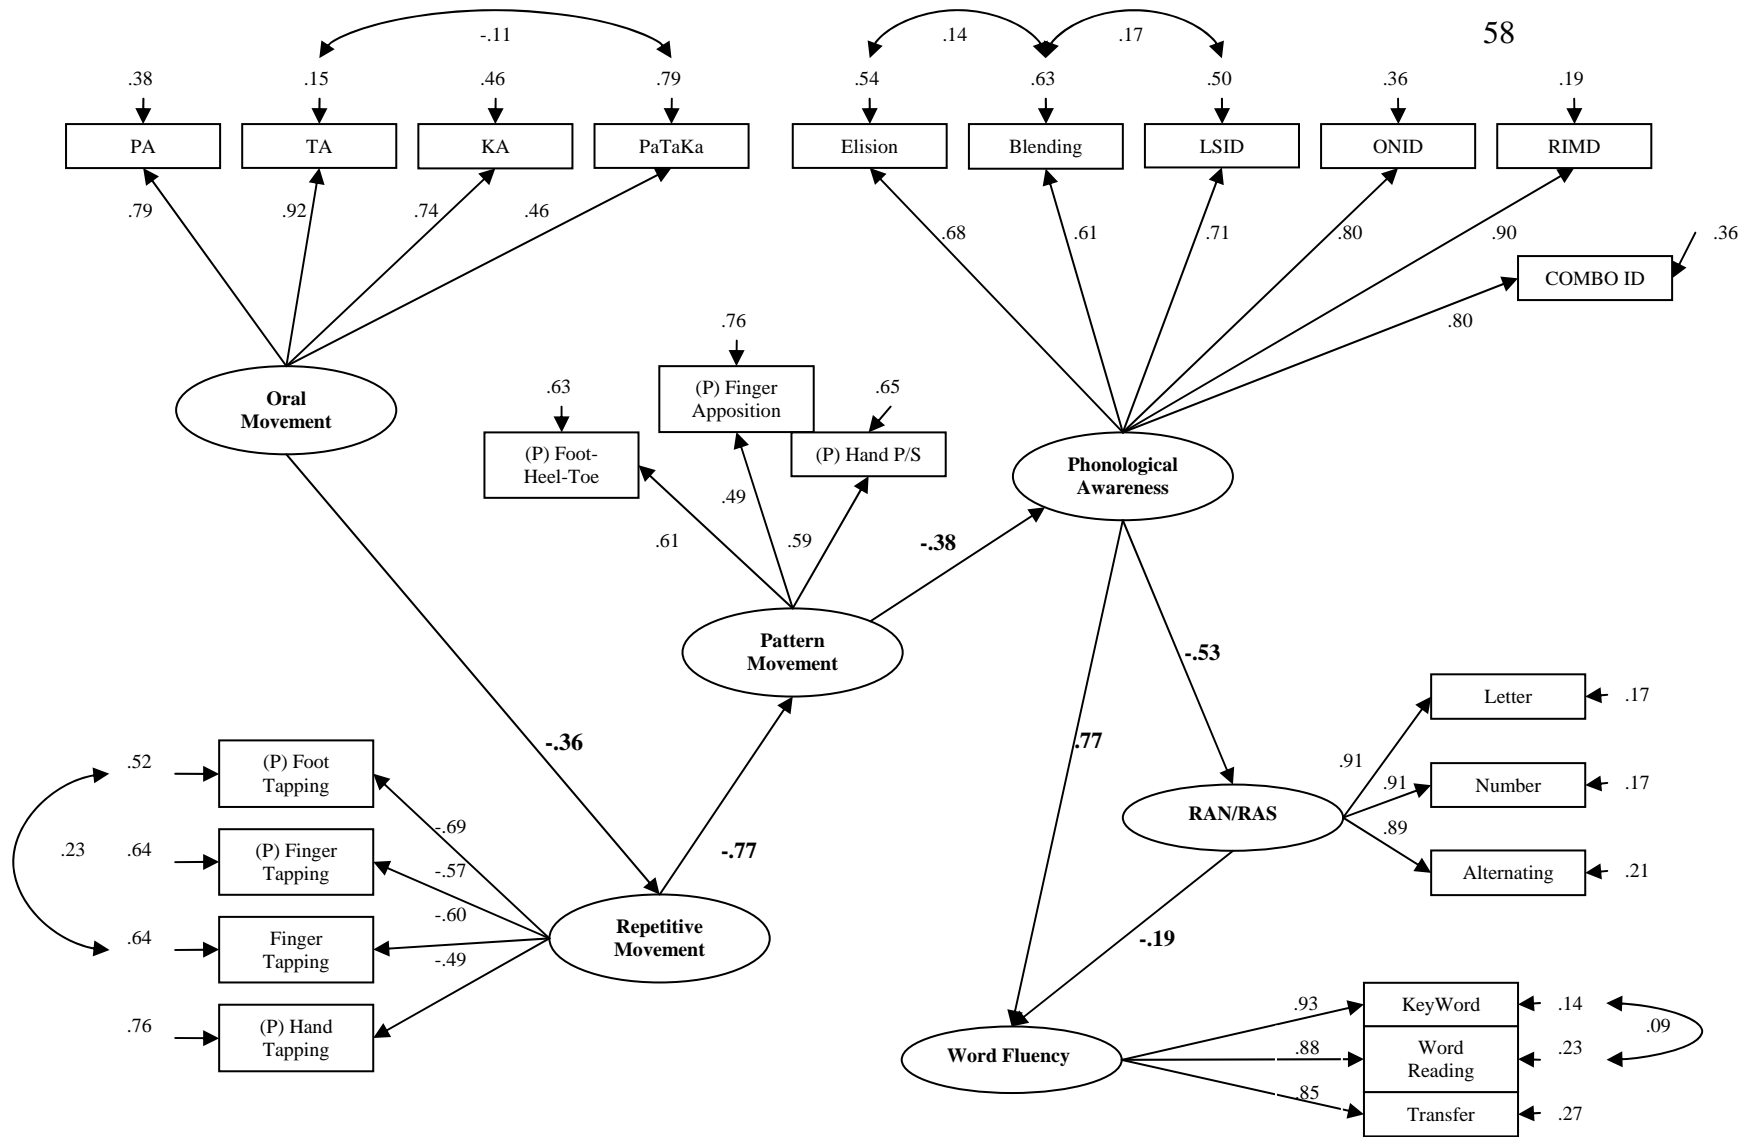 58
-.11
.14
.17
.38
.15
.46
.79
.54
.63
.50
.36
.19
PA
TA
KA
PaTaKa
Elision
Blending
LSID
ONID
RIMD
.79
.92
.74
.46
.68
.61
.71
.80
.90
.36
COMBO ID
.80
.76
(P) Finger
Apposition
.63
.65
(P) Foot-
Heel-Toe
(P) Hand P/S
Oral
Movement
Phonological
Awareness
.49
.61
.59
-.38
Pattern
Movement
-.53
Letter
.17
-.36
.77
.91
.52
(P) Foot
Tapping
Number
.17
.91
RAN/RAS
.89
-.69
.23
.64
(P) Finger
Tapping
-.77
Alternating
.21
-.57
-.60
.64
Finger
Tapping
Repetitive
Movement
-.19
-.49
.76
(P) Hand
Tapping
.93
KeyWord
.14
.09
Word Fluency
.88
Word
Reading
.23
.85
Transfer
.27